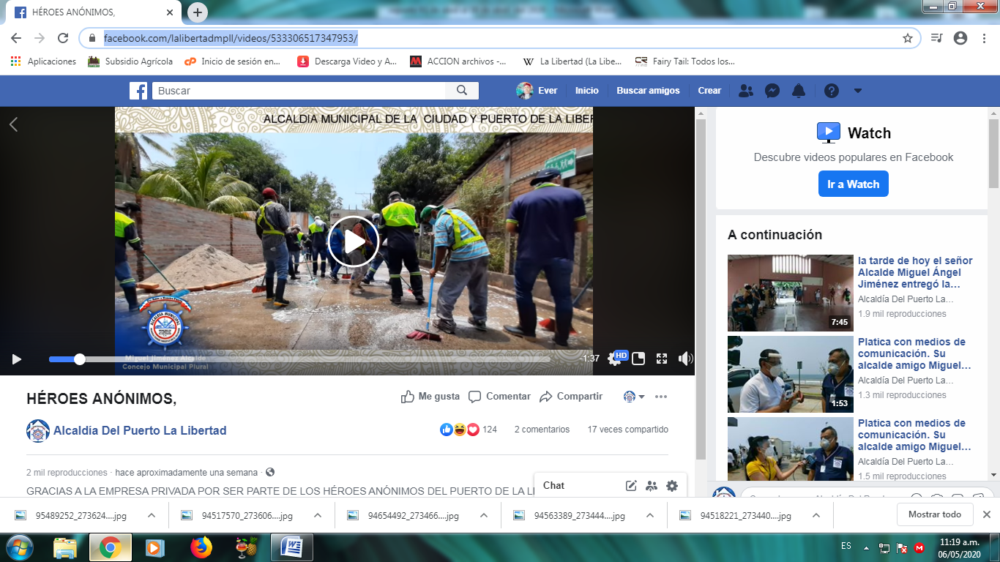 HÉROES ANÓNIMOS,
facebook.com/lalibertadmpll/videos/533306517347953/
Aplicaciones
Subsidio Agrícola
Inicio de sesión en...
Descarga Video y A...
ACCION archivos -...
La Libertad (La Libe...
Fairy Tail: Todos los...
Buscar
Ever
Inicio
Buscar amigos
Crear
ALCALDIA MUNICIPAL DE LA CIUDAD Y PUERTO DE LA LIBER
ALCALDIA MUNICIPAL
Miguel Jiménez Alcalde
Concejo Municipal Plural
-1:37
HD
Watch
Descubre videos populares en Facebook
Ir a Watch
A continuación
7:45
la tarde de hoy el señor
Alcalde Miguel Ángel
Jiménez entregó la...
Alcaldía Del Puerto La...
1.9 mil reproducciones
1:53
Platica con medios de
comunicación. Su
alcalde amigo Miguel...
Alcaldía Del Puerto La...
1.3 mil reproducciones
Platica con medios de
comunicación. Su
alcalde amigo Miguel...
Alcaldía Del Puerto La...
1.5 mil reproducciones
HÉROES ANÓNIMOS,
Me gusta
Comentar
Compartir
Alcaldía Del Puerto La Libertad
124
2 comentarios
17 veces compartido
2 mil reproducciones · hace aproximadamente una semana ·
GRACIAS A LA EMPRESA PRIVADA POR SER PARTE DE LOS HÉROES ANÓNIMOS DEL PUERTO DE LA LI
Chat
95489252_273624....jpg
94517570_273606....jpg
94654492_273466....jpg
94563389_273444....jpg
94518221_273440....jpg
Mostrar todo
ES
11:19 a.m.
06/05/2020